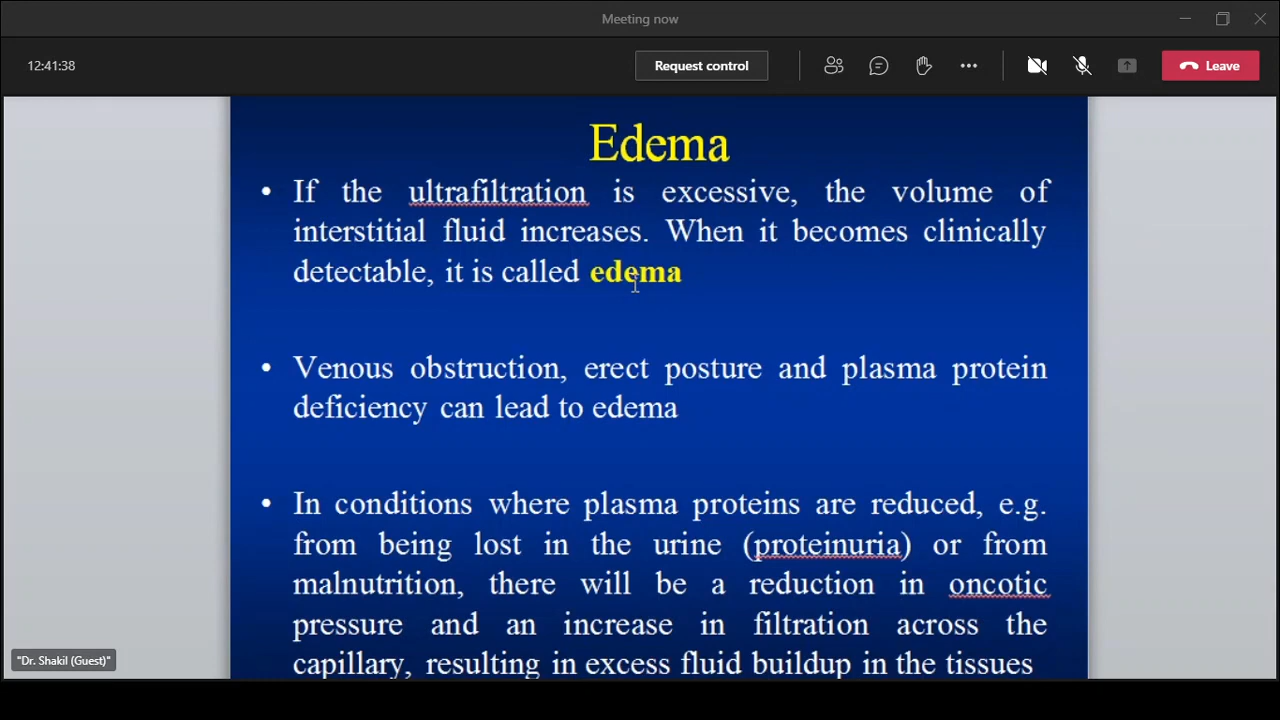 Meeting now
12:41:38
Request control
Leave
Edema
• If the ultrafiltration is excessive, the volume of
interstitial fluid increases. When it becomes clinically
detectable, it is called edema
• Venous obstruction, erect posture and plasma protein
deficiency can lead to edema
• In conditions where plasma proteins are reduced, e.g.
from being lost in the urine (proteinuria) or from
malnutrition, there will be a reduction in oncotic
pressure and an increase in filtration across the
capillary, resulting in excess fluid buildup in the tissues
"Dr. Shakil (Guest)"